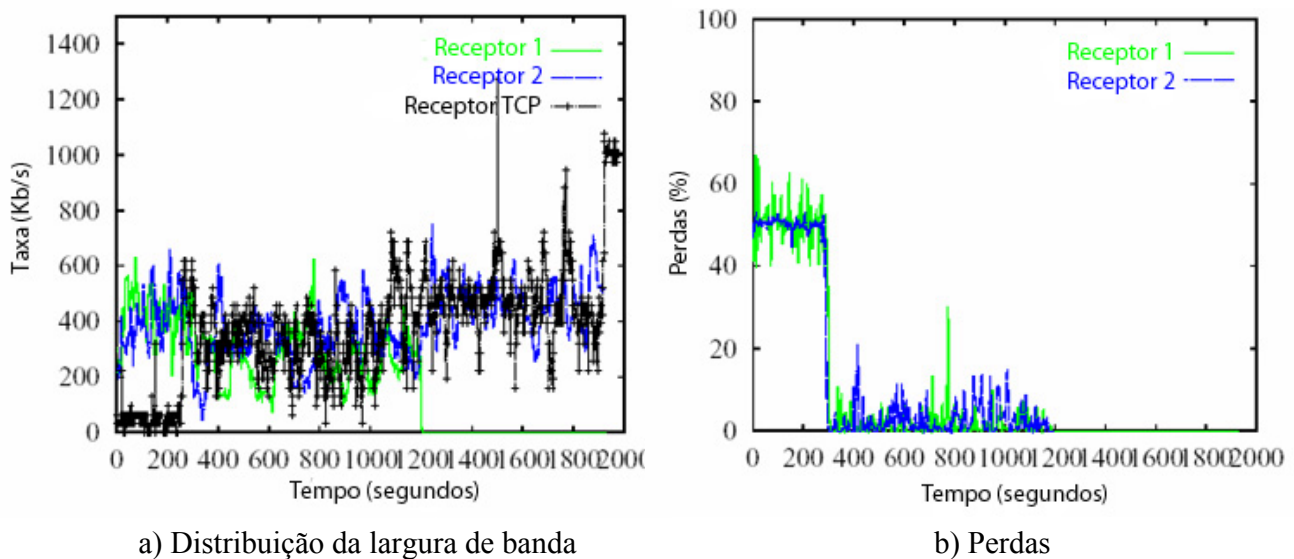 1400
1200
1000
800
600
400
200
0
Taxa (Kb/s)
Receptor 1
Receptor 2
Receptor TCP
0 200 400 600 800 1000 1200 1400 1600 1800 2000
Tempo (segundos)
a) Distribuição da largura de banda
100
80
60
40
20
0
Perdas (%)
Receptor 1
Receptor 2
0 200 400 600 800 1000 1200 1400 1600 1800 2000
Tempo (segundos)
b) Perdas